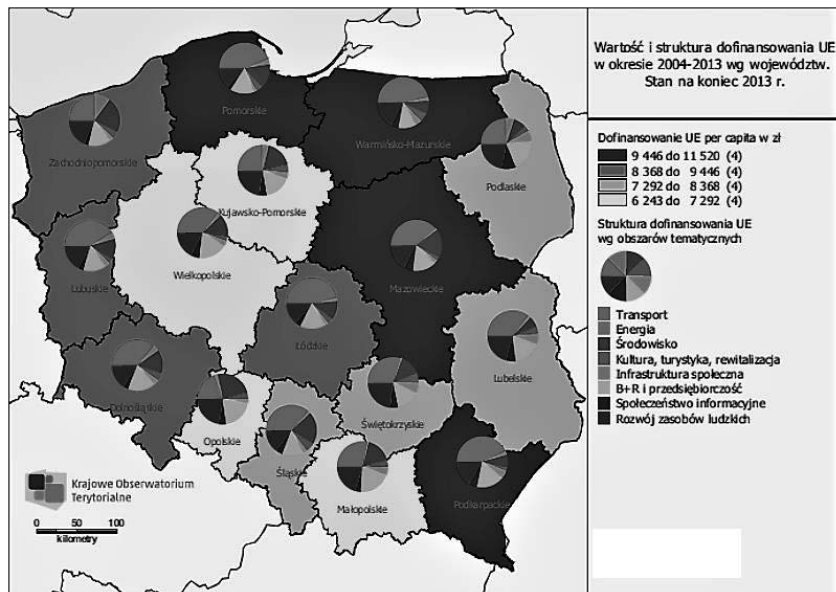 Wartość i struktura dofinansowania UE
w okresie 2004-2013 wg województw.
Stan na koniec 2013 r.
Dofinansowanie UE per capita w zł
9 446 do 11 520 (4)
8 368 do 9 446 (4)
7 292 do 8 368 (4)
6 243 do 7 292 (4)
Struktura dofinansowania UE
wg obszarów tematycznych
Transport
Energia
Środowisko
Kultura, turystyka, rewitalizacja
Infrastruktura społeczna
B+R i przedsiębiorczość
Społeczeństwo informacyjne
Rozwój zasobów ludzkich
Pomorskie
Warmińsko-Mazurskie
Zachodniopomorskie
Podlaskie
Kujawsko-Pomorskie
Wielkopolskie
Mazowieckie
Lubuskie
Łódzkie
Lubelskie
Dolnośląskie
Opolskie
Świętokrzyskie
Śląskie
Małopolskie
Podkarpackie
Krajowe Obserwatorium
Terytorialne
0 50 100
kilometry